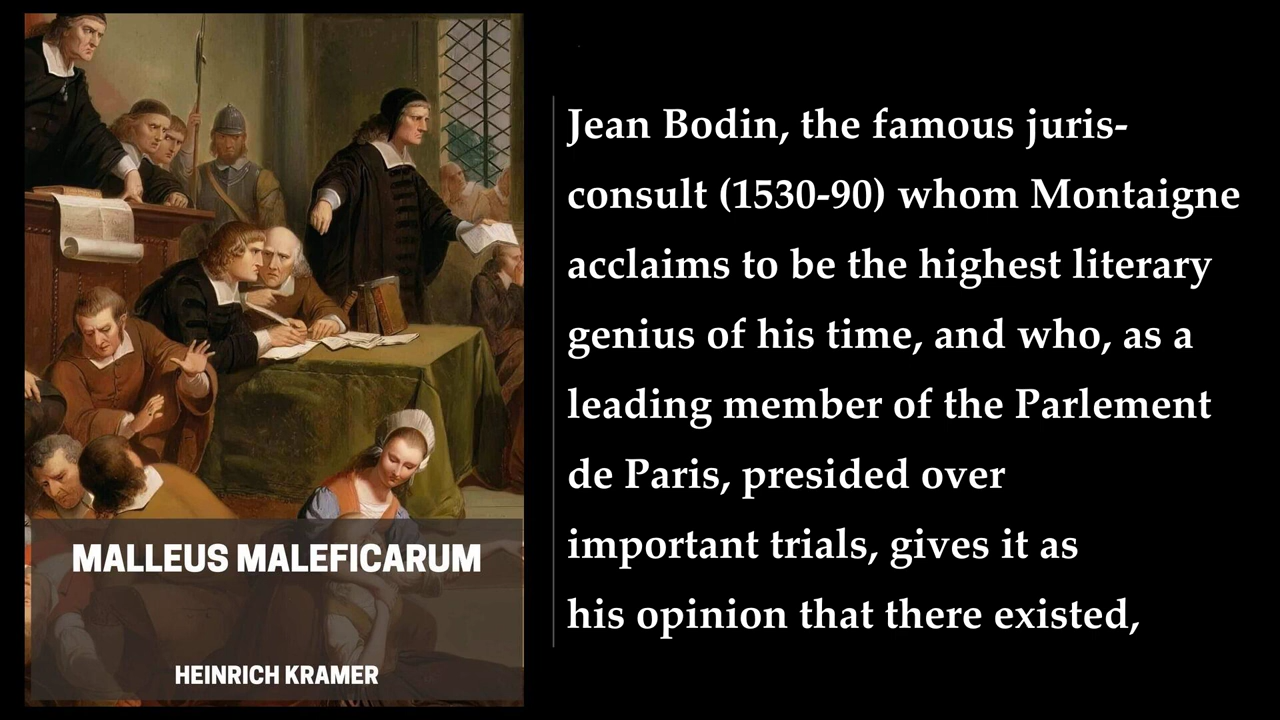 MALLEUS MALEFICARUM
HEINRICH KRAMER
Jean Bodin, the famous juris-
consult (1530-90) whom Montaigne
acclaims to be the highest literary
genius of his time, and who, as a
leading member of the Parlement
de Paris, presided over
important trials, gives it as
his opinion that there existed,